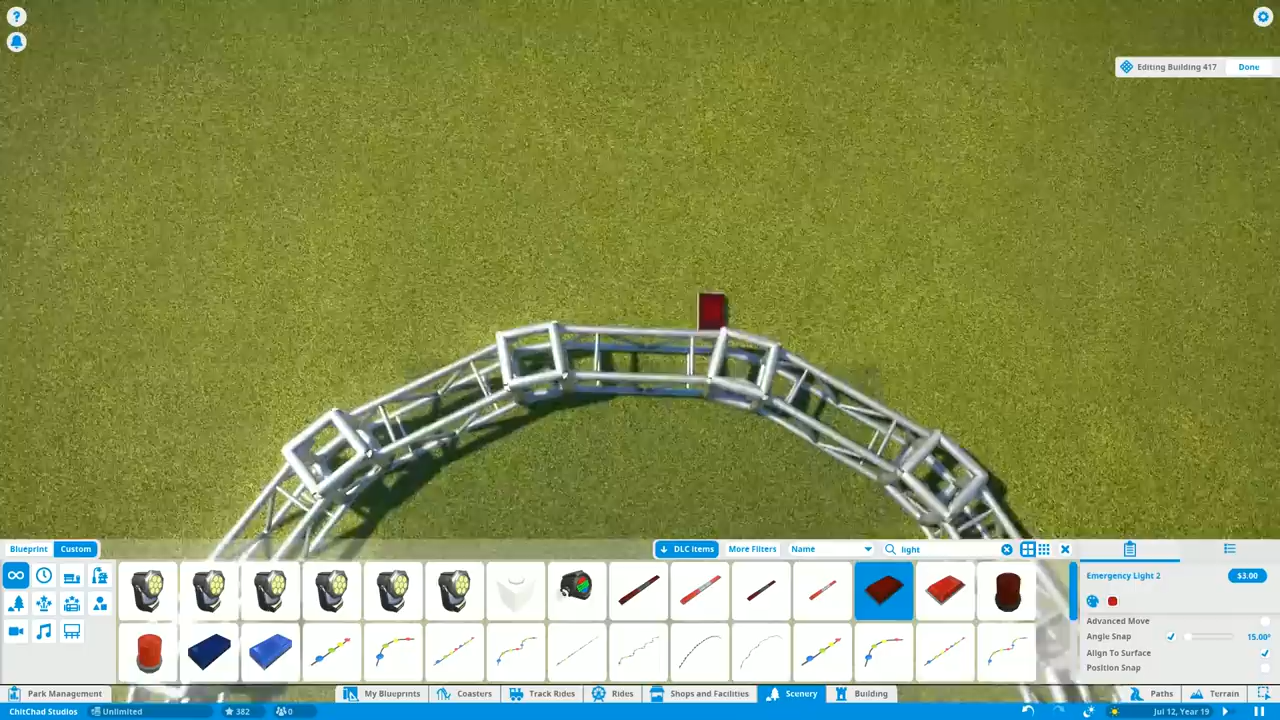 ?
Editing Building 417 Done
Blueprint Custom DLC Items More Filters Name light
Emergency Light 2 $3.00
Advanced Move
Angle Snap 15.00°
Align To Surface
Position Snap
Park Management My Blueprints Coasters Track Rides Rides Shops and Facilities Scenery Building Paths Terrain
ChitChad Studios Unlimited 382 0 Jul 12, Year 19